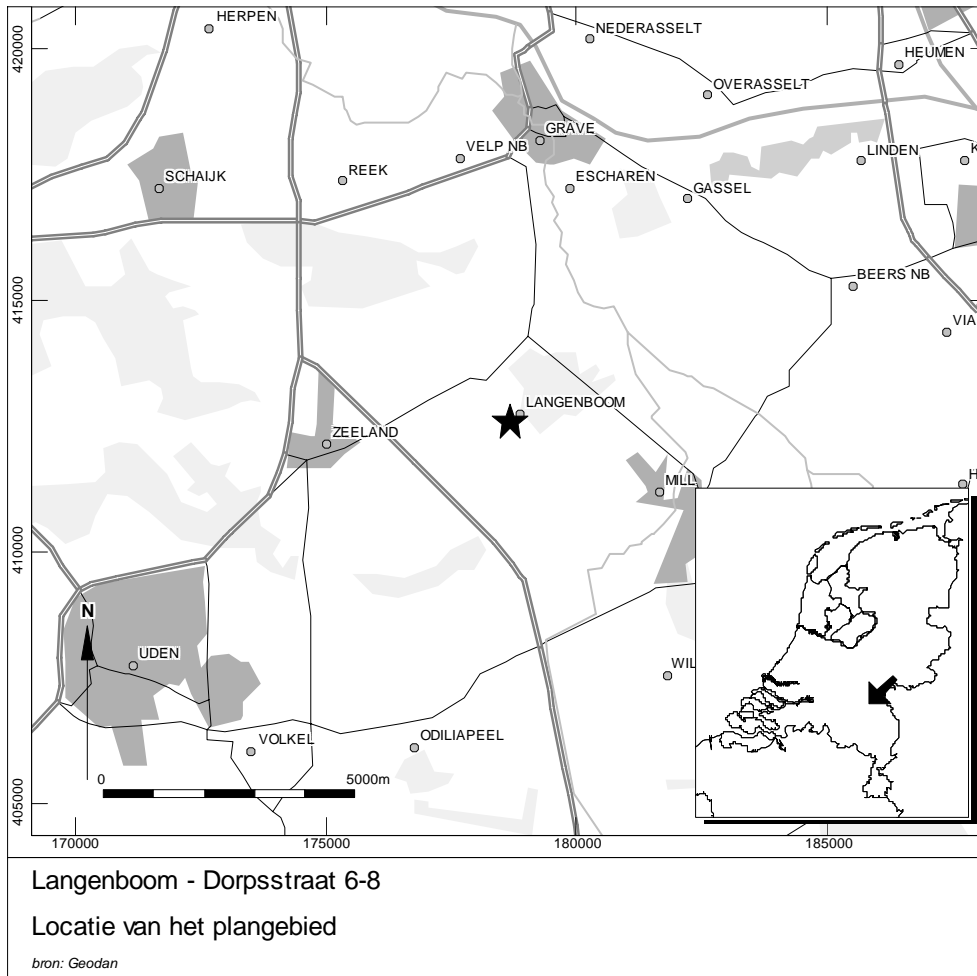 HERPEN
NEDERASSELT
420000
HEUMEN
OVERASSELT
GRAVE
VELP NB
LINDEN
K
SCHAIJK
REEK
ESCHAREN
GASSEL
BEERS NB
415000
VIA
LANGENBOOM
ZEELAND
MILL
H
410000
N
UDEN
WIL
VOLKEL
ODILIAPEEL
0
5000m
405000
170000
175000
180000
185000
Langenboom - Dorpsstraat 6-8
Locatie van het plangebied
bron: Geodan